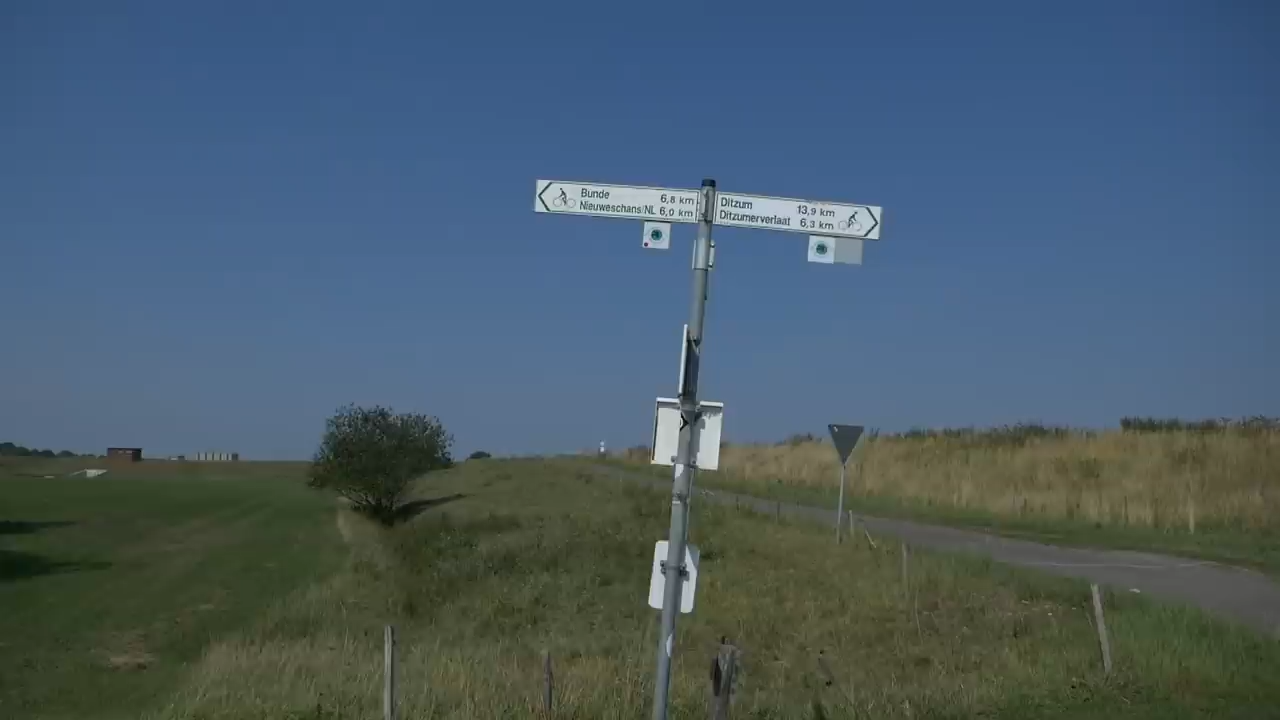 Bunde 6,8 km
Nieuweschans/NL 6,0 km
Ditzum 13,9 km
Ditzumerverlaat 6,3 km